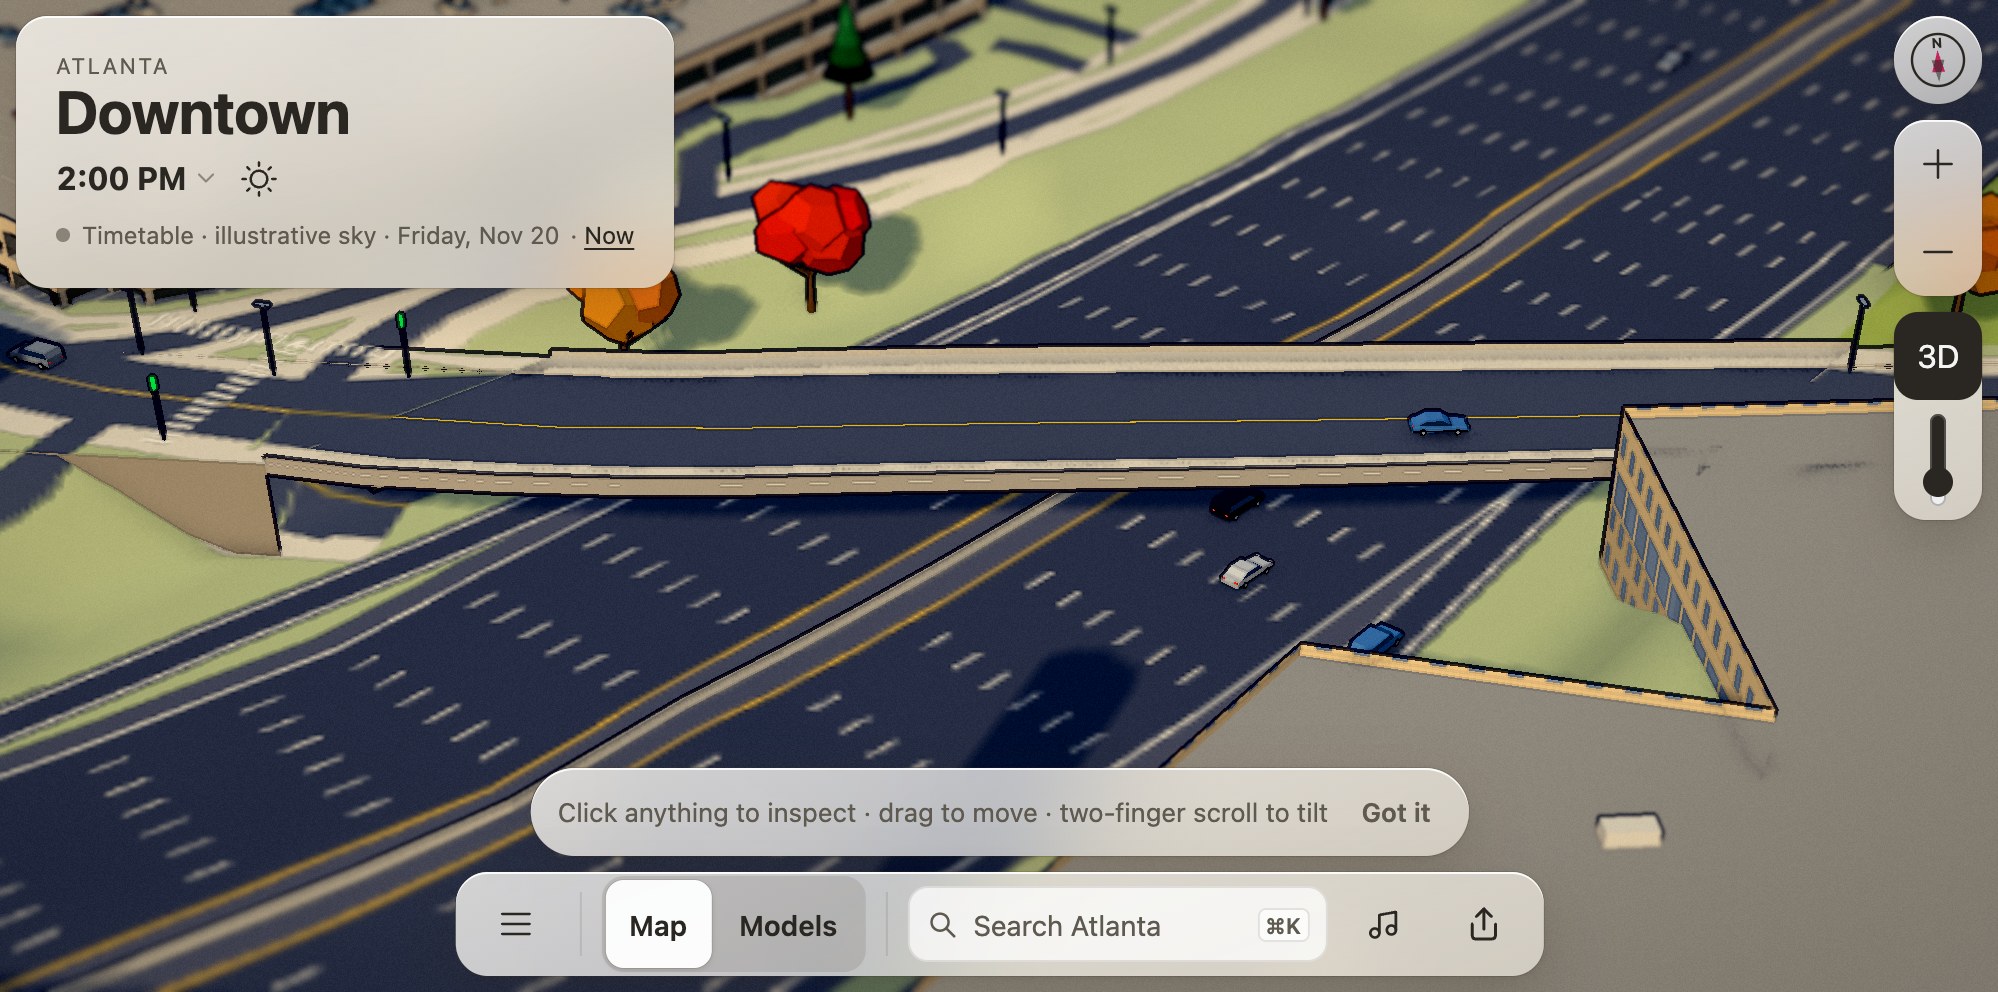 ATLANTA
Downtown
2:00 PM
Timetable · illustrative sky · Friday, Nov 20 · Now
N
3D
Click anything to inspect · drag to move · two-finger scroll to tilt Got it
Map Models Search Atlanta ⌘K